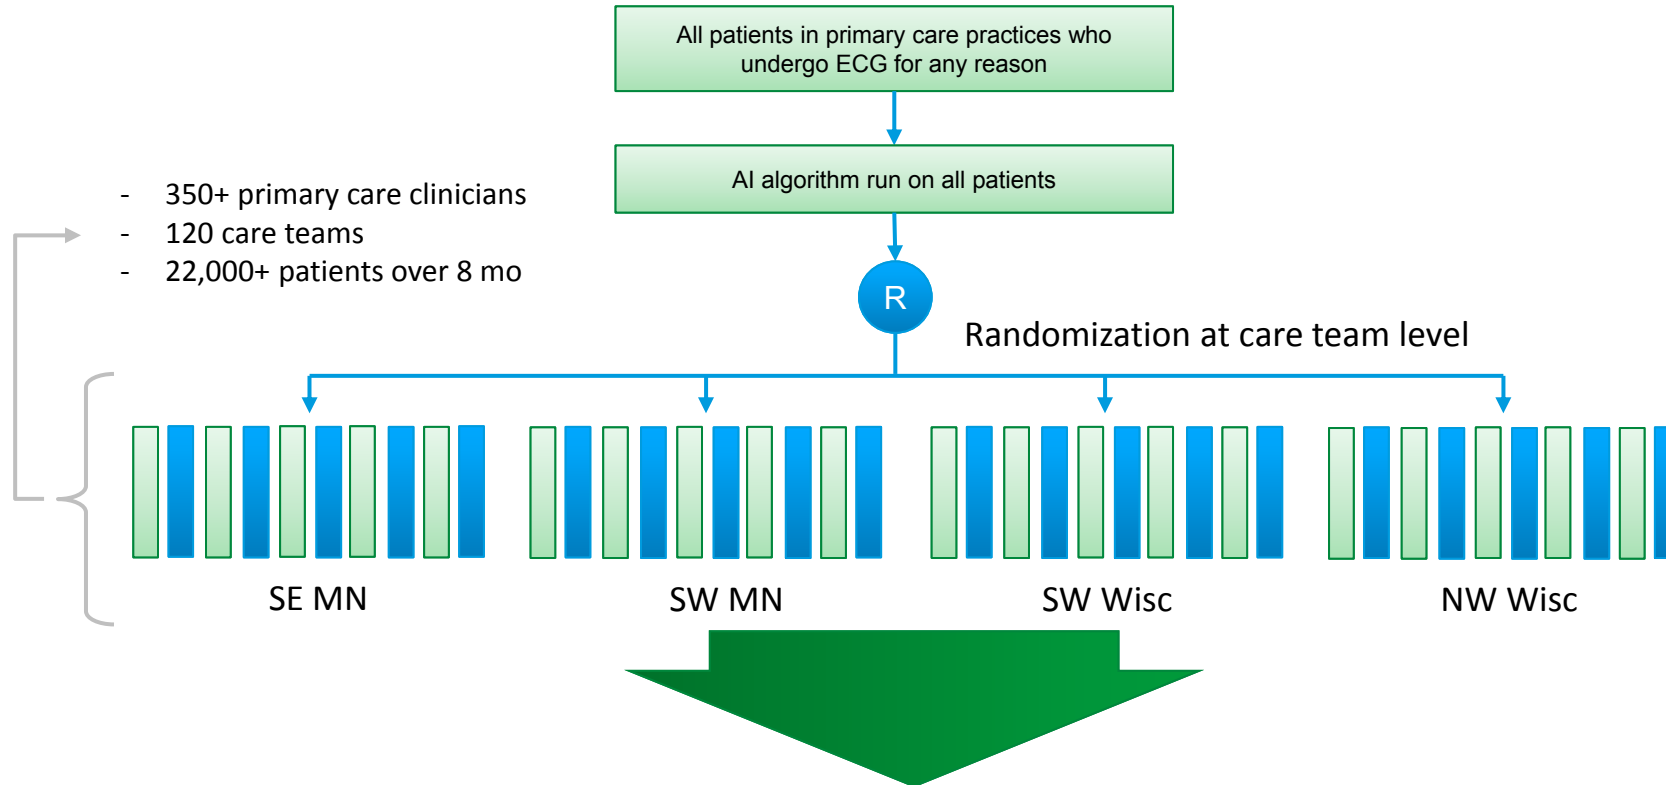 All patients in primary care practices who
undergo ECG for any reason
AI algorithm run on all patients
- 350+ primary care clinicians
- 120 care teams
- 22,000+ patients over 8 mo
R
Randomization at care team level
SE MN
SW MN
SW Wisc
NW Wisc